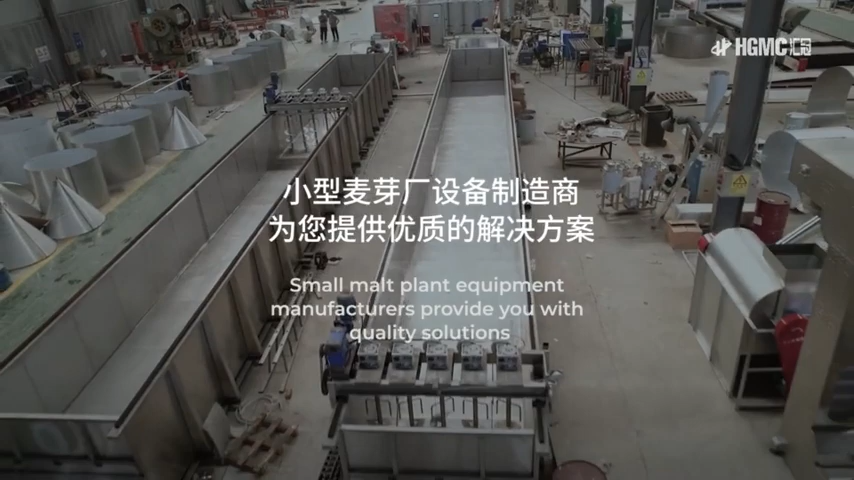 HGMC汇馬
小型麦芽厂设备制造商
为您提供优质的解决方案
Small malt plant equipment
manufacturers provide you with
quality solutions